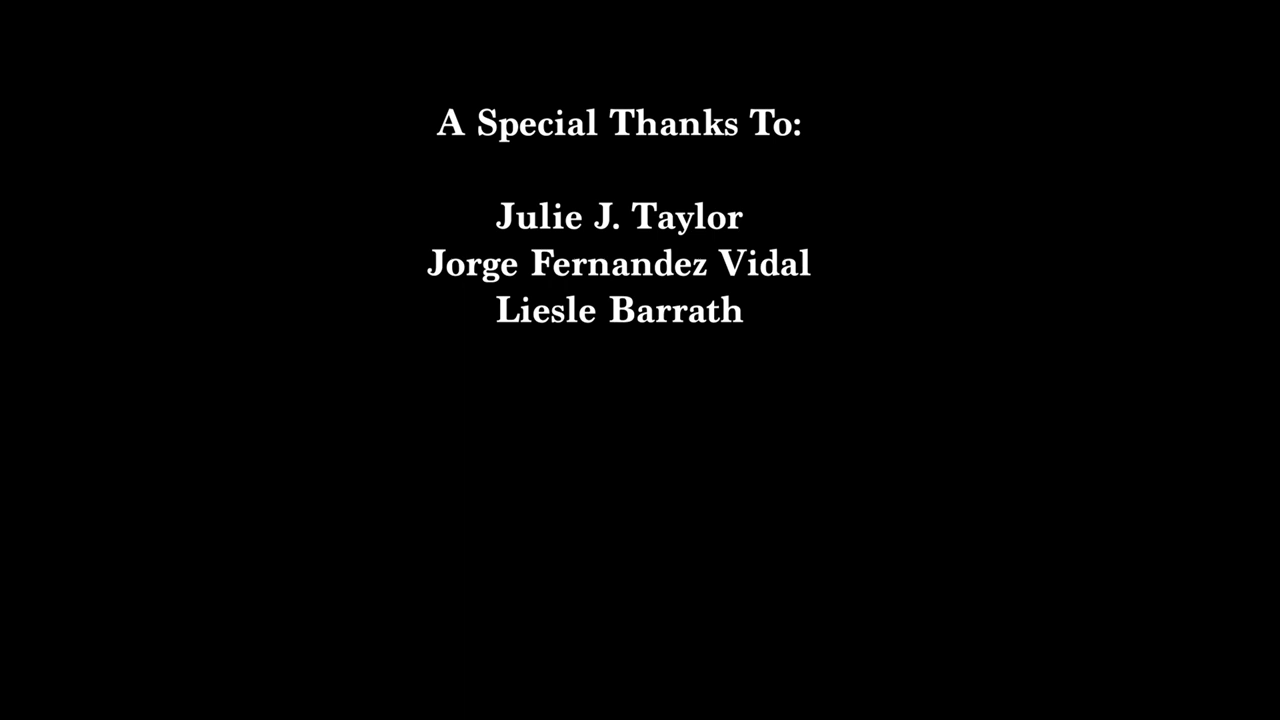 A Special Thanks To:
Julie J. Taylor
Jorge Fernandez Vidal
Liesle Barrath